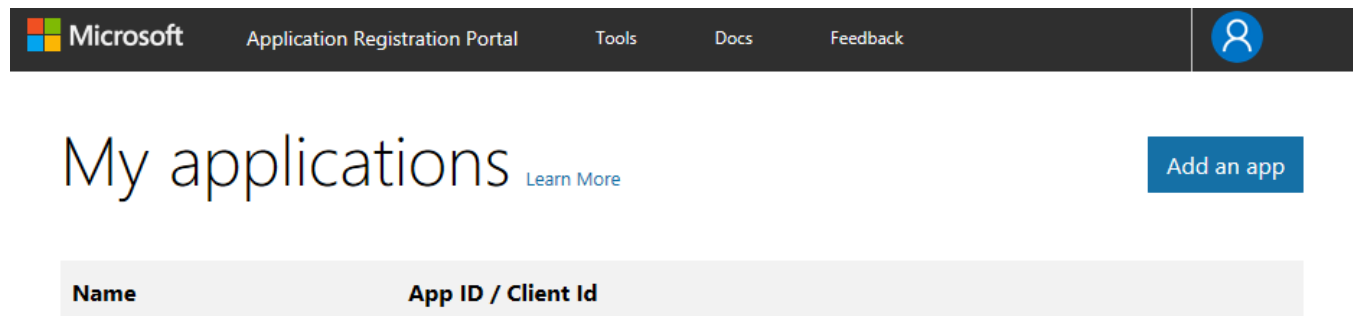 Microsoft Application Registration Portal Tools Docs Feedback
My applications Learn More Add an app
Name App ID / Client Id